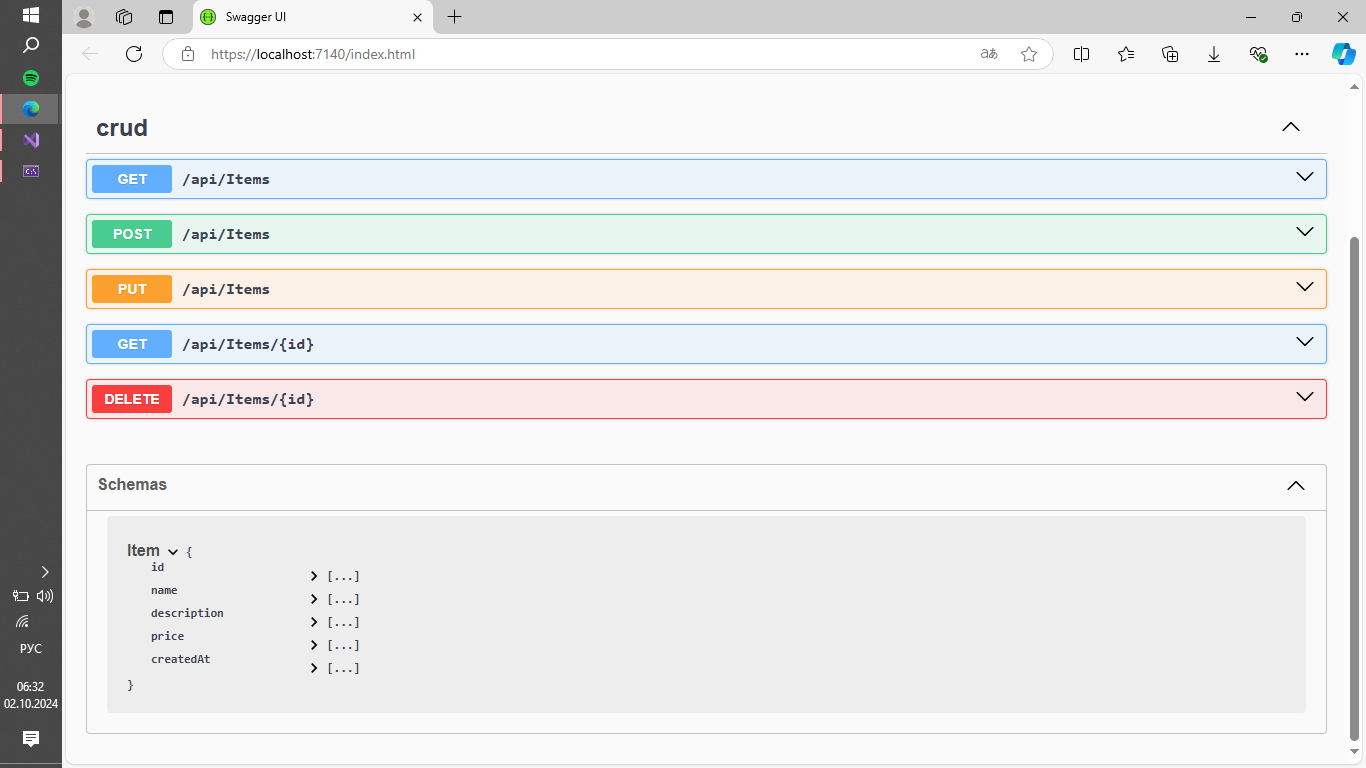 Swagger UI
https://localhost:7140/index.html
crud
GET /api/Items
POST /api/Items
PUT /api/Items
GET /api/Items/{id}
DELETE /api/Items/{id}
Schemas
Item {
id [...]
name [...]
description [...]
price [...]
createdAt [...]
}
РУС
06:32
02.10.2024